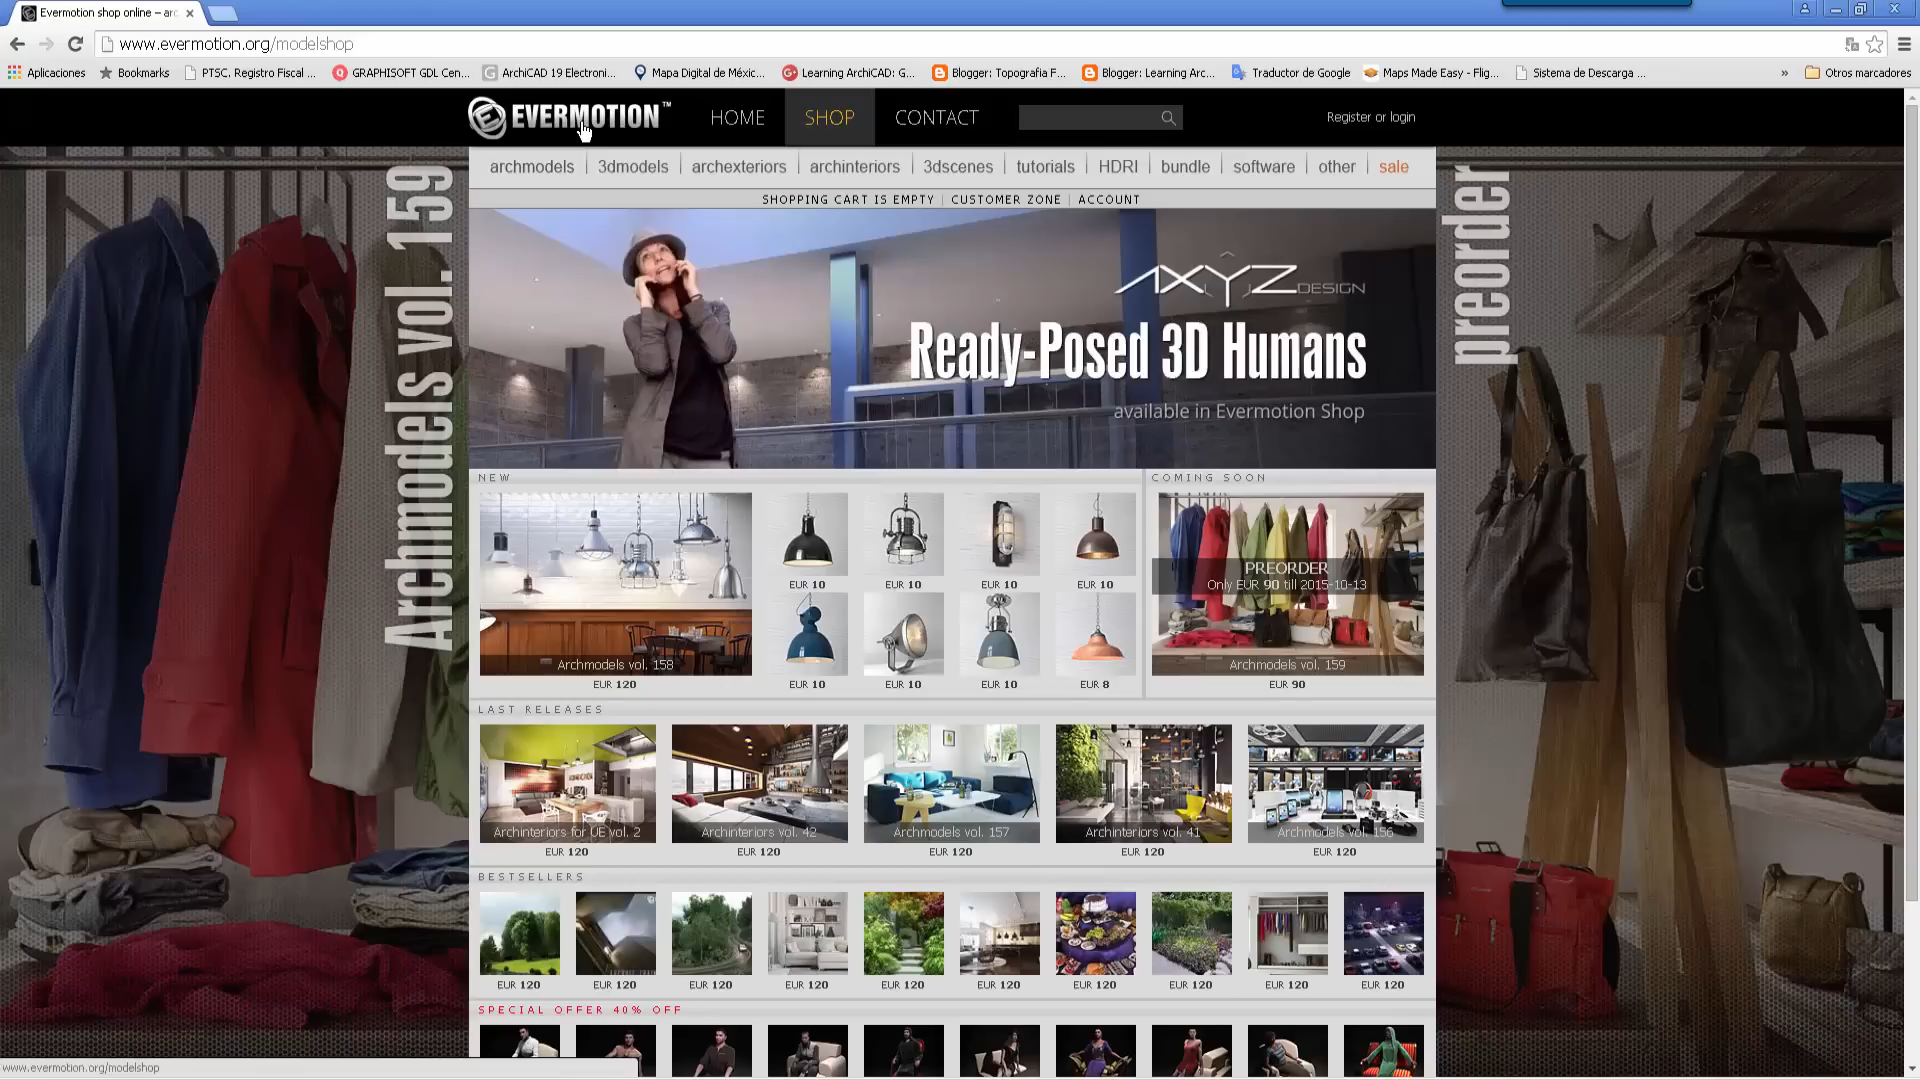 Evermotion shop online – arc
www.evermotion.org/modelshop
Aplicaciones
Bookmarks
PTSC. Registro Fiscal ...
GRAPHISOFT GDL Cen...
ArchiCAD 19 Electroni...
Mapa Digital de Méxic...
Learning ArchiCAD: G...
Blogger: Topografia F...
Blogger: Learning Arc...
Traductor de Google
Maps Made Easy - Flig...
Sistema de Descarga ...
»
Otros marcadores
EVERMOTION™
HOME
SHOP
CONTACT
Register or login
archmodels
3dmodels
archexteriors
archinteriors
3dscenes
tutorials
HDRI
bundle
software
other
sale
SHOPPING CART IS EMPTY | CUSTOMER ZONE | ACCOUNT
Archmodels vol. 159
preorder
AXYZ DESIGN
Ready-Posed 3D Humans
available in Evermotion Shop
NEW
COMING SOON
EUR 10
EUR 10
EUR 10
EUR 10
PREORDER
Only EUR 90 till 2015-10-13
Archmodels vol. 158
Archmodels vol. 159
EUR 120
EUR 10
EUR 10
EUR 10
EUR 8
EUR 90
LAST RELEASES
Archinteriors for UE vol. 2
Archinteriors vol. 42
Archmodels vol. 157
Archinteriors vol. 41
Archmodels vol. 156
EUR 120
EUR 120
EUR 120
EUR 120
EUR 120
BESTSELLERS
EUR 120
EUR 120
EUR 120
EUR 120
EUR 120
EUR 120
EUR 120
EUR 120
EUR 120
EUR 120
SPECIAL OFFER 40% OFF
www.evermotion.org/modelshop